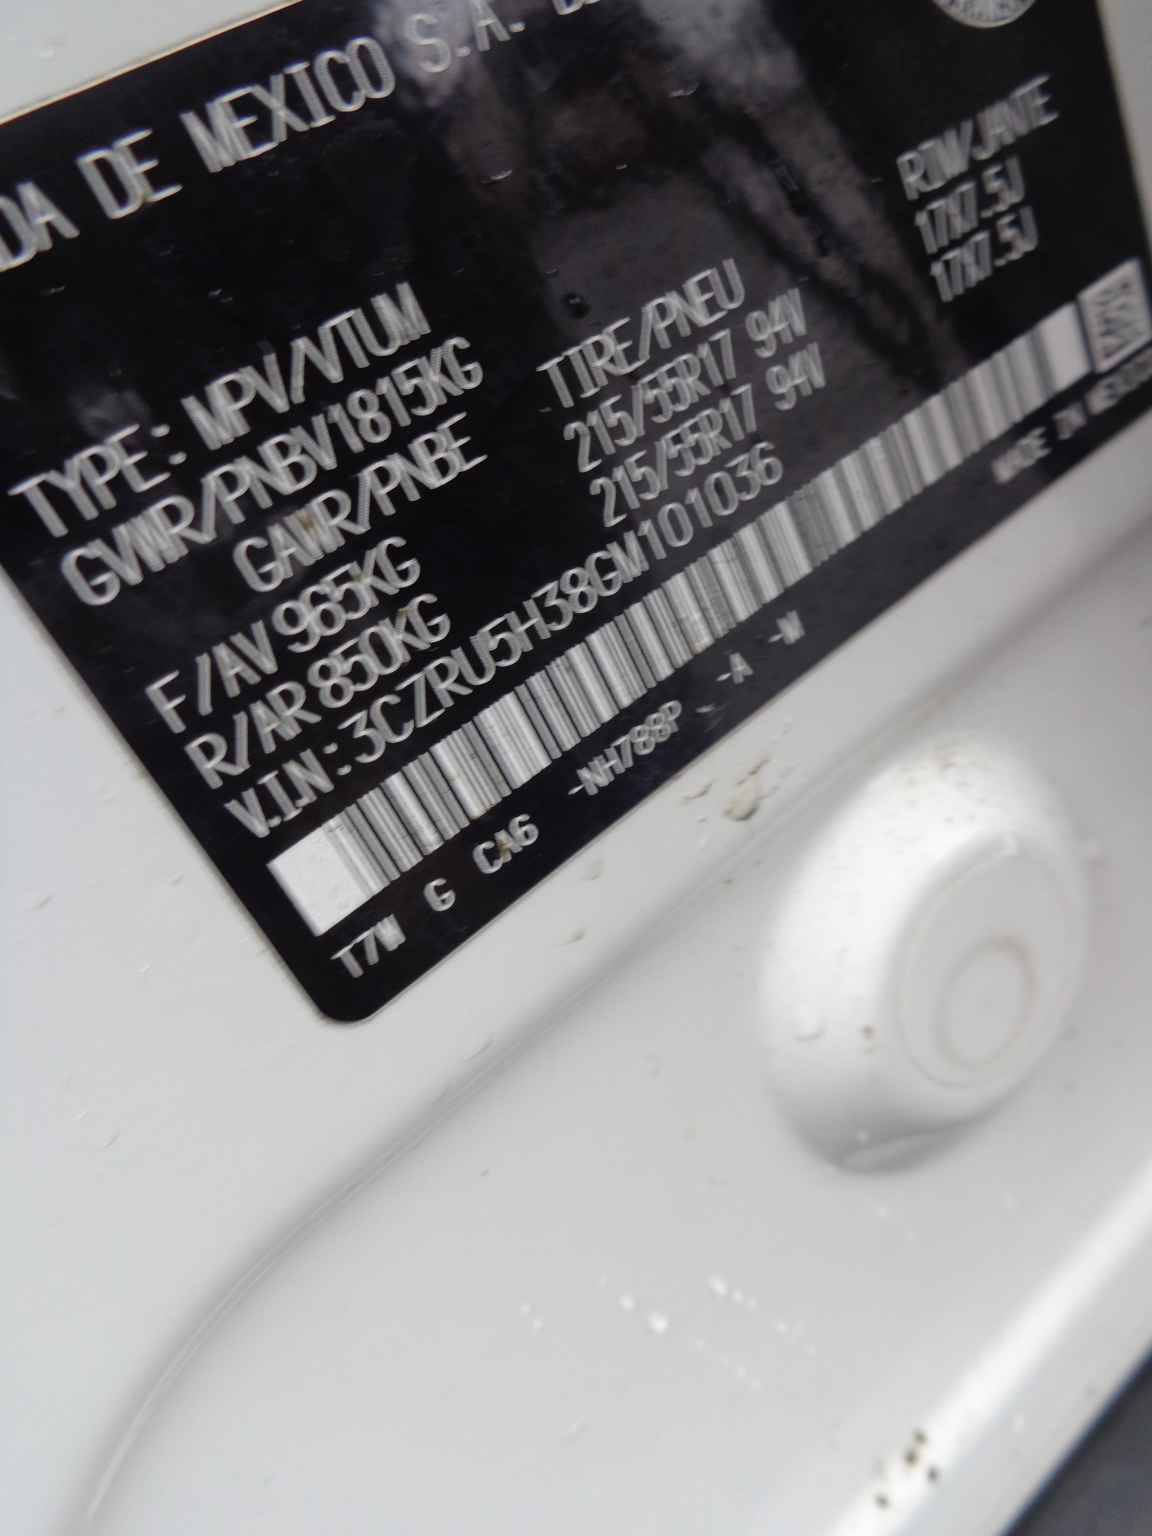 DA DE MEXICO S.A.
TYPE: MPV/VTUM
GVWR/PNBV1815KG
GAWR/PNBE TIRE/PNEU RIM/JANTE
F/AV 965KG 215/55R17 94V 17X7.5J
R/AR 850KG 215/55R17 94V 17X7.5J
V.I.N: 3CZRU5H38GM101036
T7W G CA6 -NH788P -A -W MADE IN MEXICO